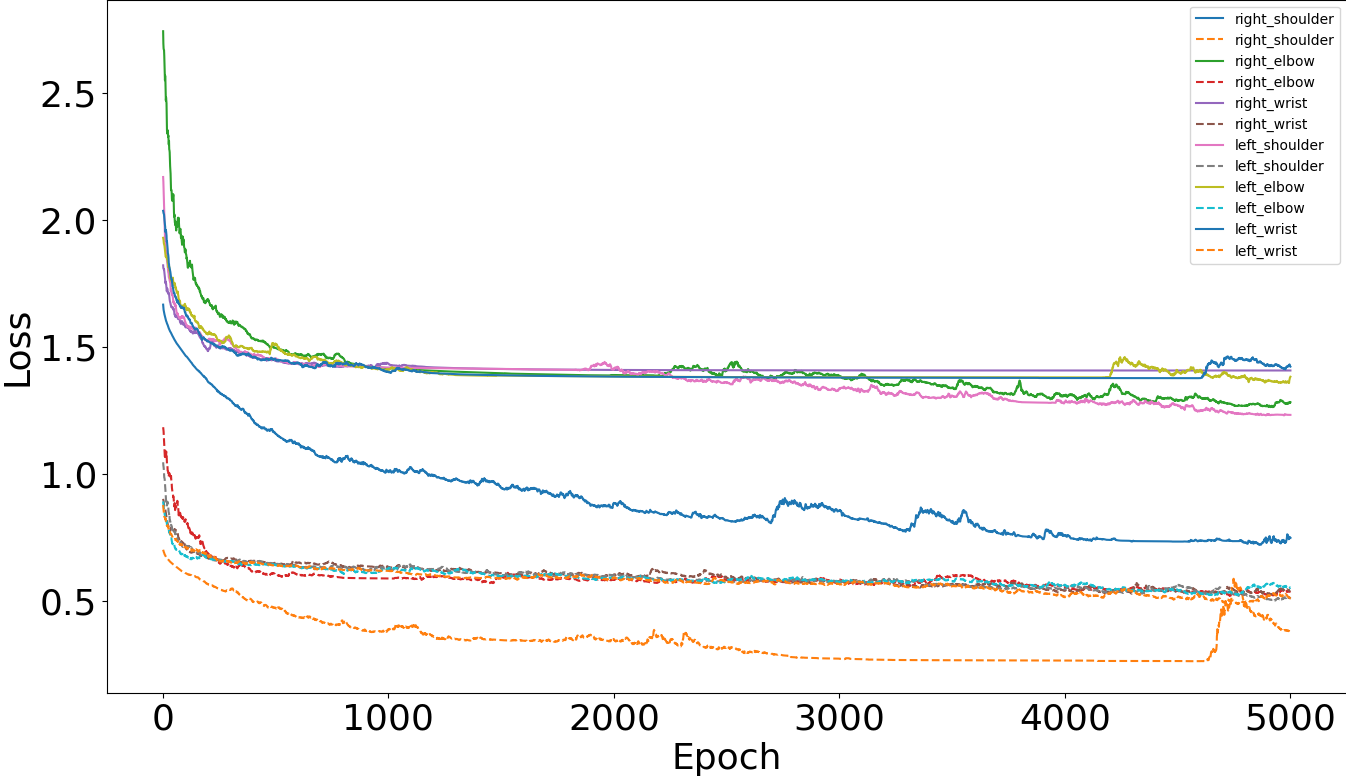 Loss
2.5
2.0
1.5
1.0
0.5
0
1000
2000
3000
4000
5000
Epoch
right_shoulder
right_shoulder
right_elbow
right_elbow
right_wrist
right_wrist
left_shoulder
left_shoulder
left_elbow
left_elbow
left_wrist
left_wrist